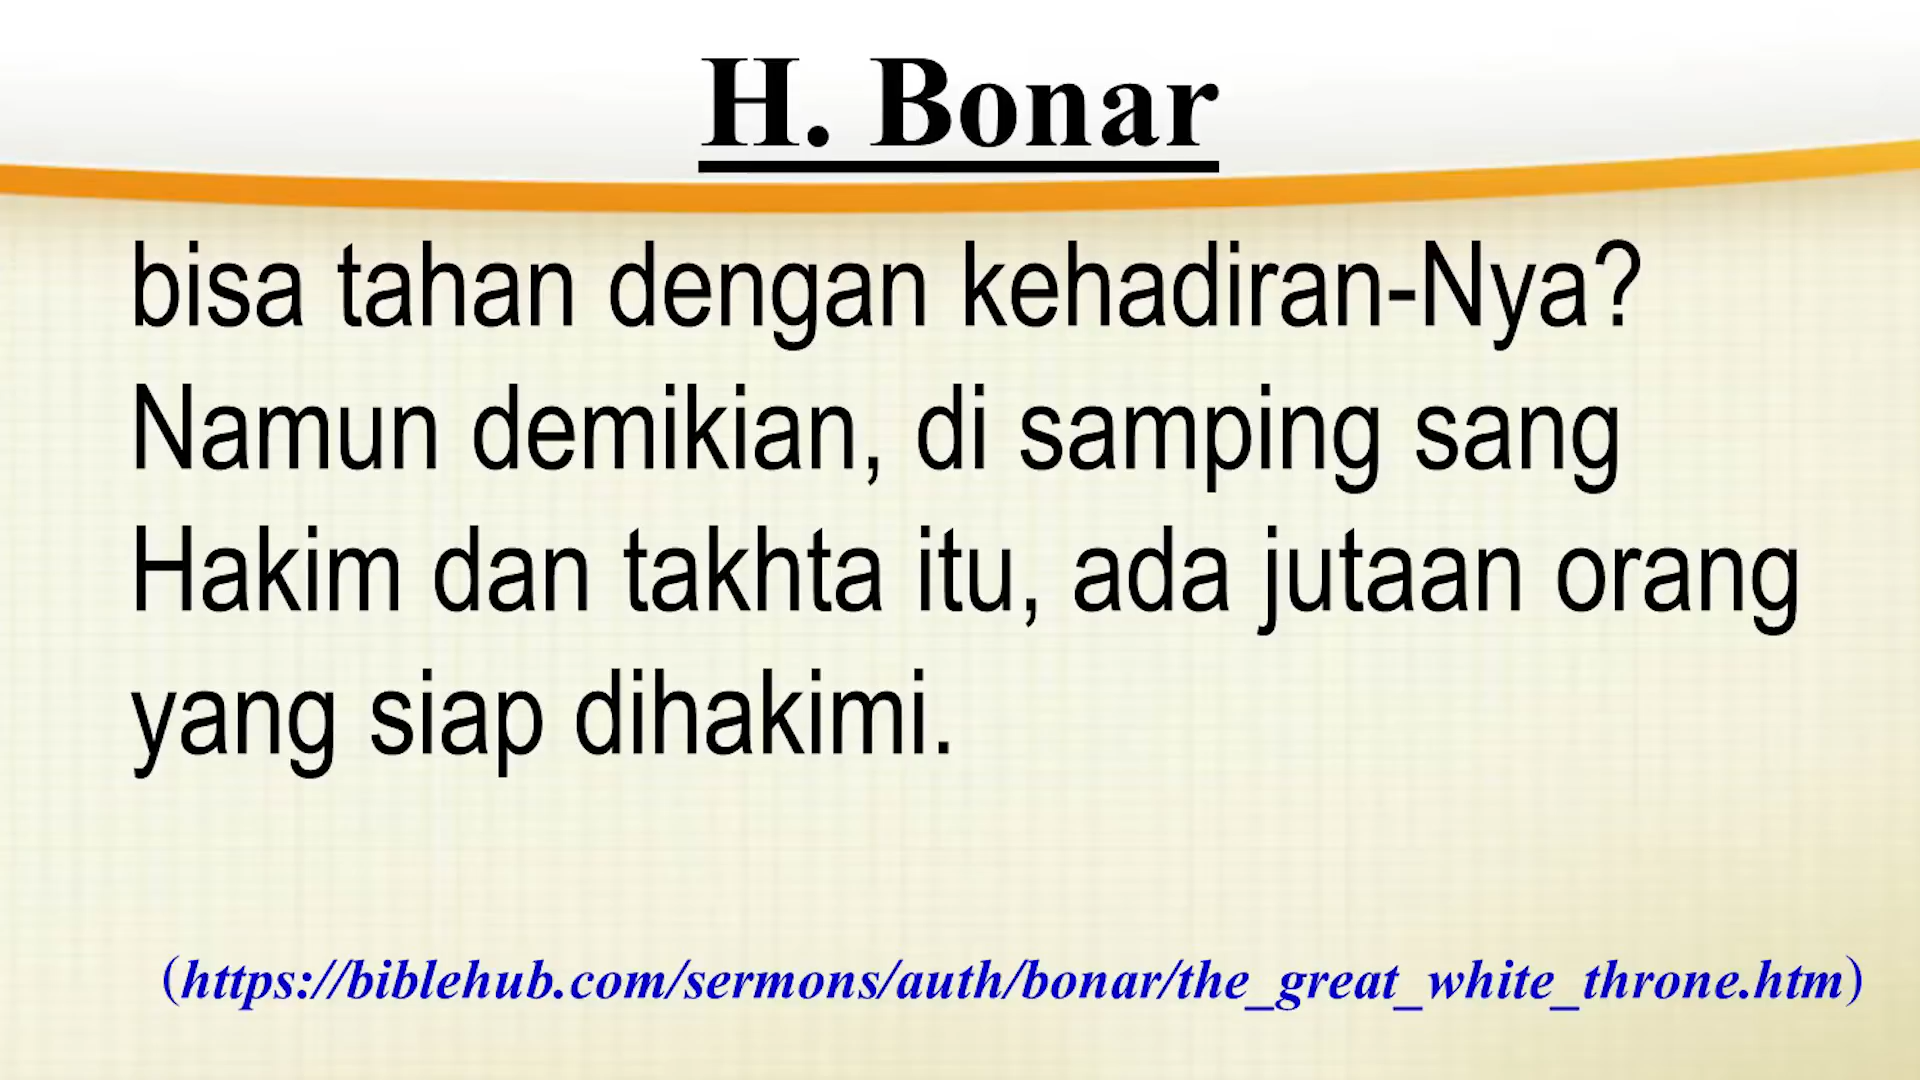 H. Bonar
bisa tahan dengan kehadiran-Nya?
Namun demikian, di samping sang
Hakim dan takhta itu, ada jutaan orang
yang siap dihakimi.
(https://biblehub.com/sermons/auth/bonar/the_great_white_throne.htm)